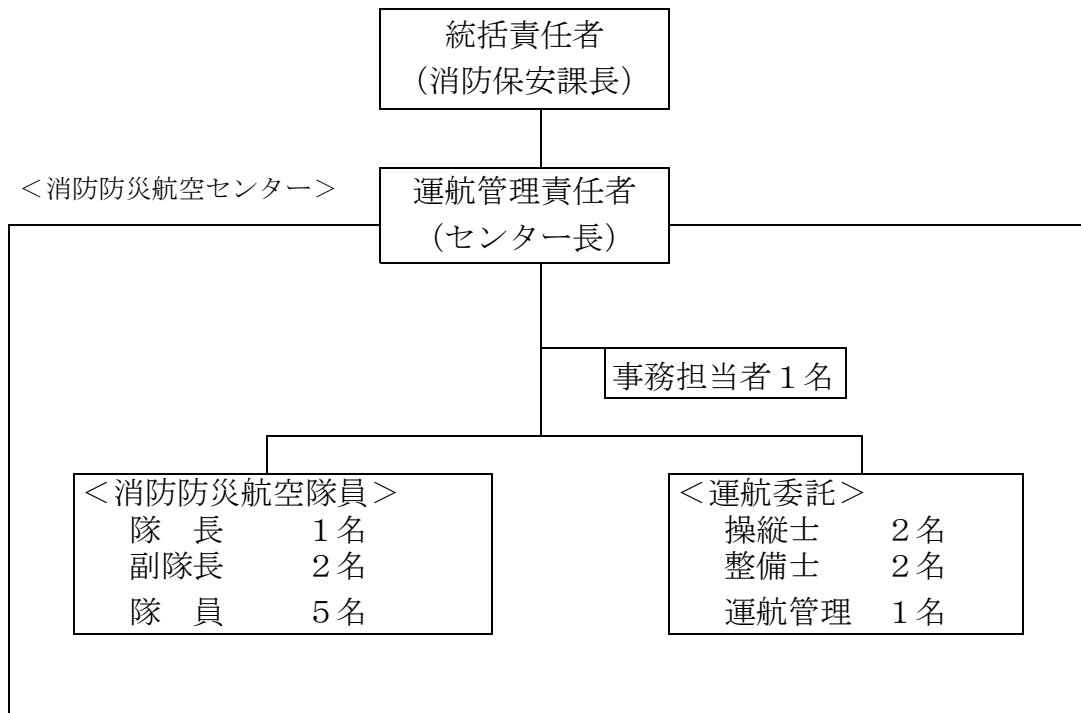 統括責任者
（消防保安課長）
＜消防防災航空センター＞
運航管理責任者
（センター長）
事務担当者１名
＜消防防災航空隊員＞
隊　長　　　１名
副隊長　　　２名
隊　員　　　５名
＜運航委託＞
操縦士　　２名
整備士　　２名
運航管理　１名